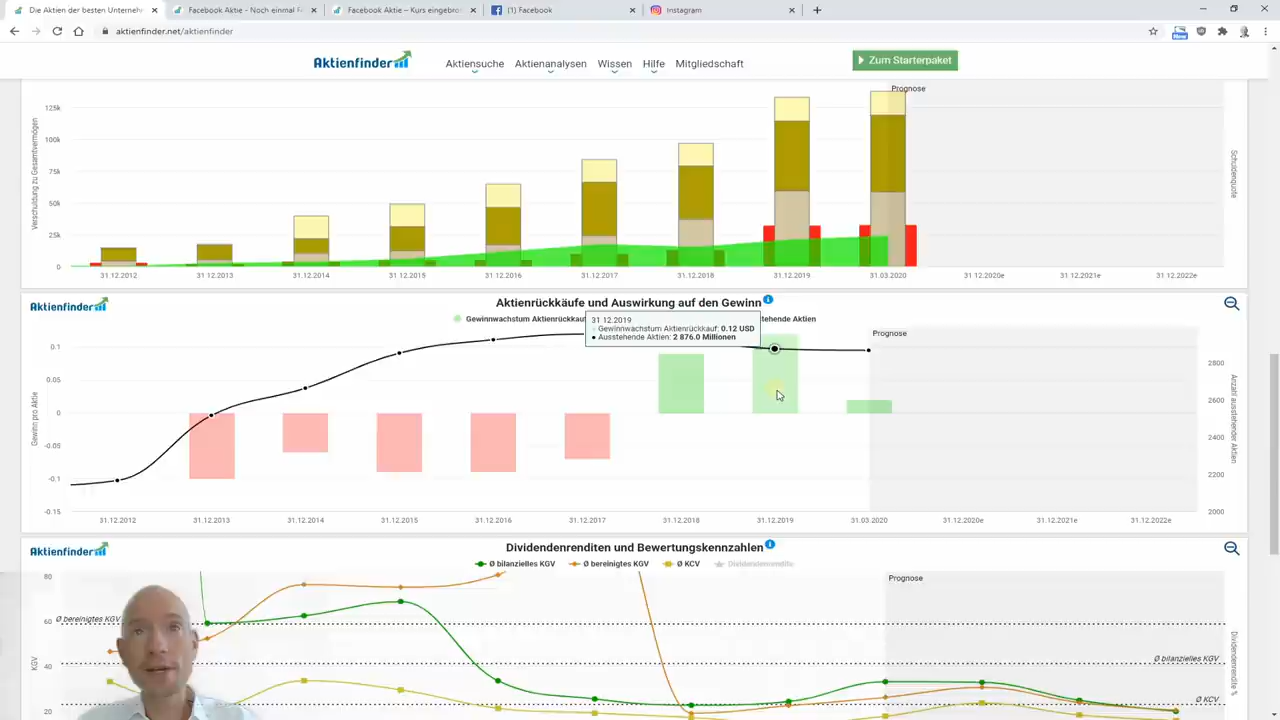 Die Aktien der besten Unterneh
Facebook Aktie - Noch einmal F
Facebook Aktie – Kurs eingebro
(1) Facebook
Instagram
aktienfinder.net/aktienfinder
Aktienfinder
Aktiensuche
Aktienanalysen
Wissen
Hilfe
Mitgliedschaft
Zum Starterpaket
Prognose
125k
100k
75k
50k
25k
0
Verschuldung zu Gesamtvermögen
Schuldenquote
31.12.2012 31.12.2013 31.12.2014 31.12.2015 31.12.2016 31.12.2017 31.12.2018 31.12.2019 31.03.2020 31.12.2020e 31.12.2021e 31.12.2022e
Aktienfinder
Aktienrückkäufe und Auswirkung auf den Gewinn
Gewinnwachstum Aktienrückkauf
stehende Aktien
31.12.2019
Gewinnwachstum Aktienrückkauf: 0.12 USD
Ausstehende Aktien: 2 876.0 Millionen
Prognose
0.1
0.05
0
-0.05
-0.1
-0.15
Gewinn pro Aktie
2800
2600
2400
2200
2000
Anzahl ausstehender Aktien
31.12.2012 31.12.2013 31.12.2014 31.12.2015 31.12.2016 31.12.2017 31.12.2018 31.12.2019 31.03.2020 31.12.2020e 31.12.2021e 31.12.2022e
Aktienfinder
Dividendenrenditen und Bewertungskennzahlen
Ø bilanzielles KGV
Ø bereinigtes KGV
Ø KCV
Dividendenrendite
Prognose
80
60
40
20
KGV
Ø bereinigtes KGV
Ø bilanzielles KGV
Ø KCV
Dividendenrendite %